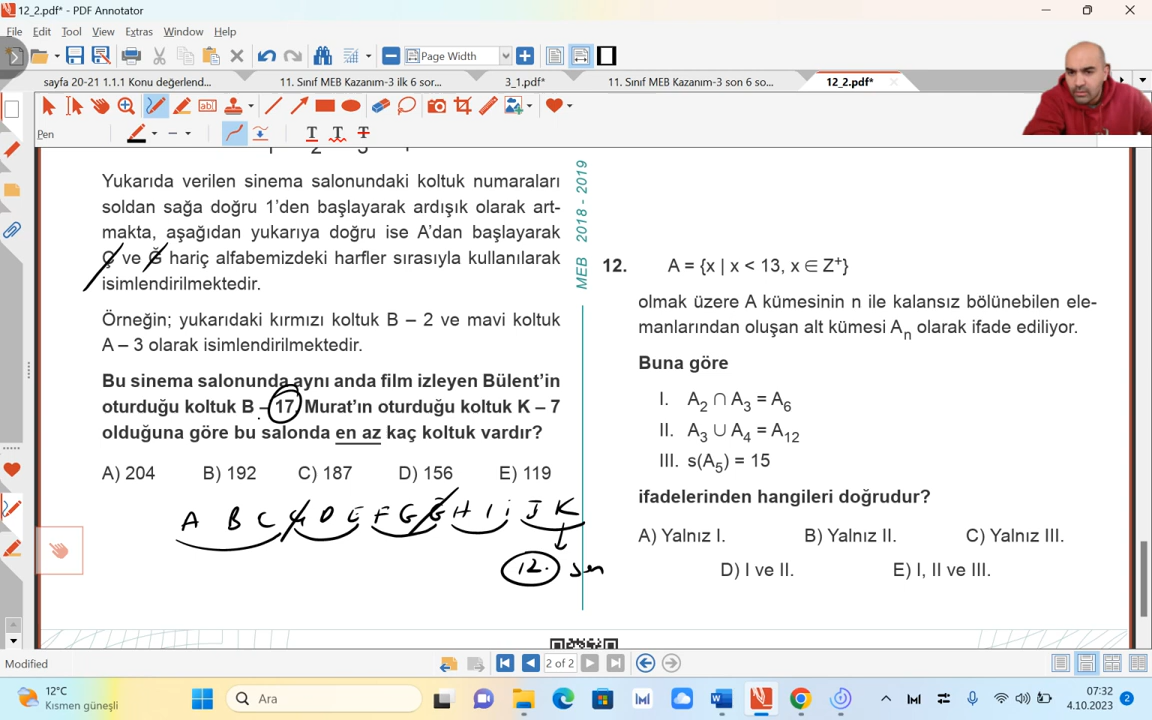 12_2.pdf* - PDF Annotator
File Edit Tool View Extras Window Help
Page Width
sayfa 20-21 1.1.1 Konu değerlend...
11. Sınıf MEB Kazanım-3 ilk 6 sor...
3_1.pdf*
11. Sınıf MEB Kazanım-3 son 6 so...
12_2.pdf*
Pen
Yukarıda verilen sinema salonundaki koltuk numaraları
soldan sağa doğru 1’den başlayarak ardışık olarak art-
makta, aşağıdan yukarıya doğru ise A’dan başlayarak
Ç ve Ğ hariç alfabemizdeki harfler sırasıyla kullanılarak
isimlendirilmektedir.
Örneğin; yukarıdaki kırmızı koltuk B – 2 ve mavi koltuk
A – 3 olarak isimlendirilmektedir.
Bu sinema salonunda aynı anda film izleyen Bülent’in
oturduğu koltuk B – 17, Murat’ın oturduğu koltuk K – 7
olduğuna göre bu salonda en az kaç koltuk vardır?
A) 204 B) 192 C) 187 D) 156 E) 119
A B C Ç D E F G Ğ H I i J K
12.
MEB 2018 - 2019
12. A = {x | x < 13, x ∈ Z⁺}
olmak üzere A kümesinin n ile kalansız bölünebilen ele-
manlarından oluşan alt kümesi Aₙ olarak ifade ediliyor.
Buna göre
I. A₂ ∩ A₃ = A₆
II. A₃ ∪ A₄ = A₁₂
III. s(A₅) = 15
ifadelerinden hangileri doğrudur?
A) Yalnız I. B) Yalnız II. C) Yalnız III.
D) I ve II. E) I, II ve III.
Modified
2 of 2
12°C
Kısmen güneşli
Ara
07:32
4.10.2023
2